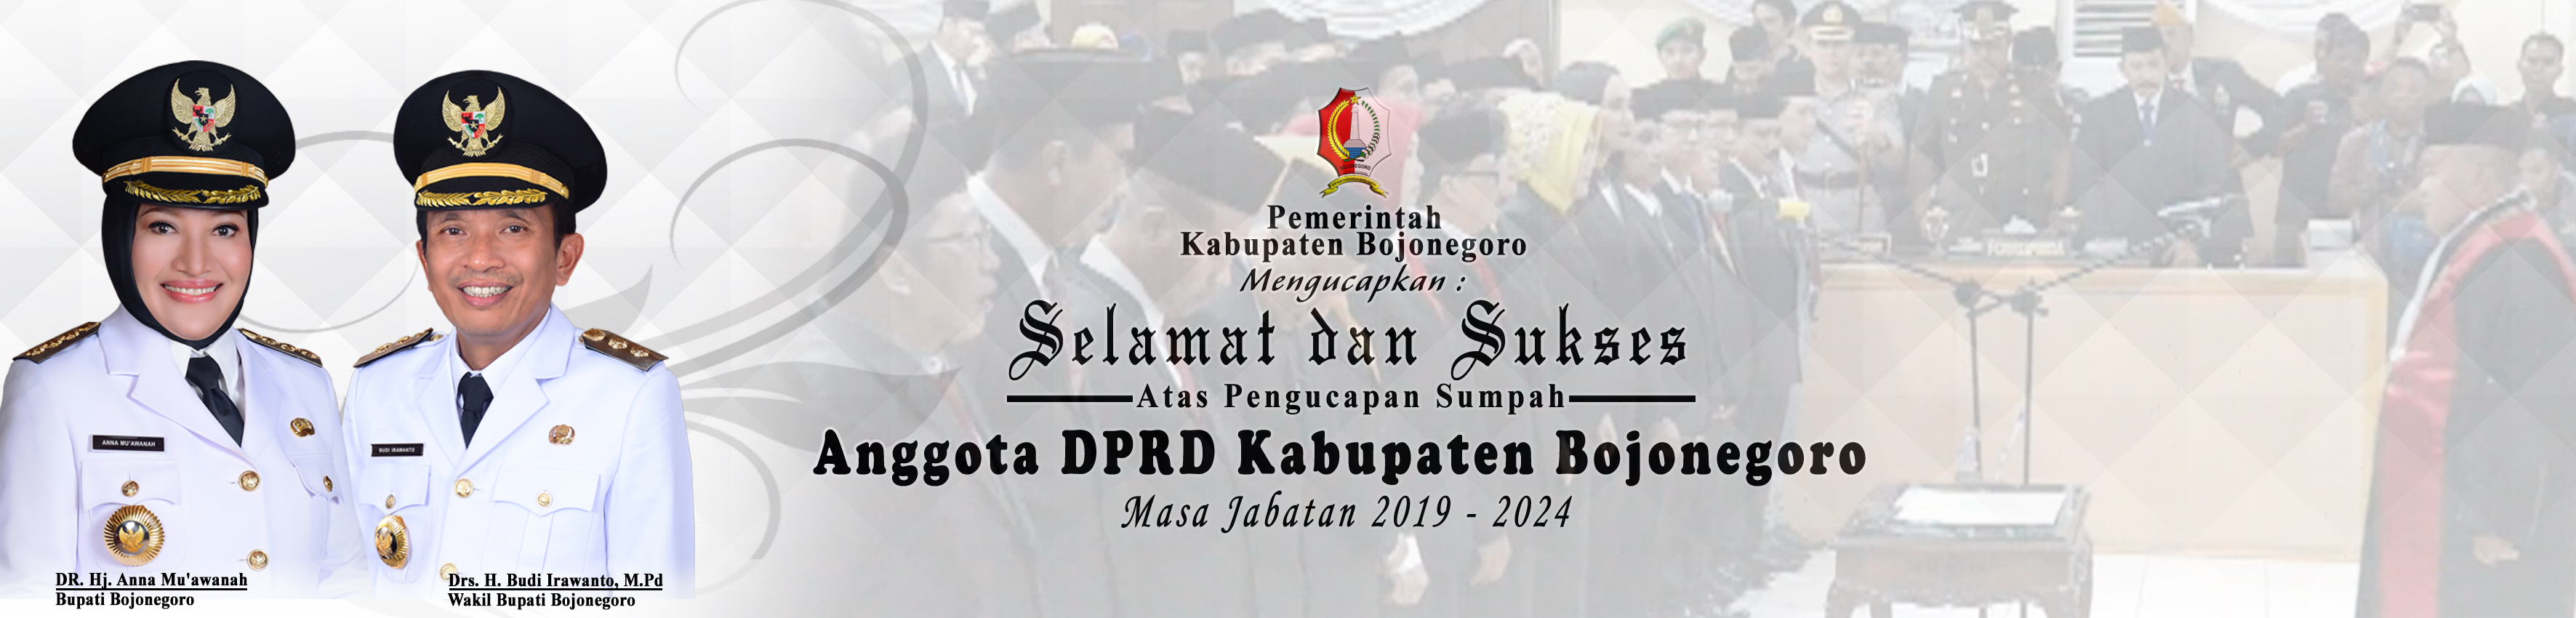 Pemerintah
Kabupaten Bojonegoro
Mengucapkan :
Selamat dan Sukses
Atas Pengucapan Sumpah
Anggota DPRD Kabupaten Bojonegoro
Masa Jabatan 2019 - 2024
ANNA MU'AWANAH
BUDI IRAWANTO
DR. Hj. Anna Mu'awanah
Bupati Bojonegoro
Drs. H. Budi Irawanto, M.Pd
Wakil Bupati Bojonegoro